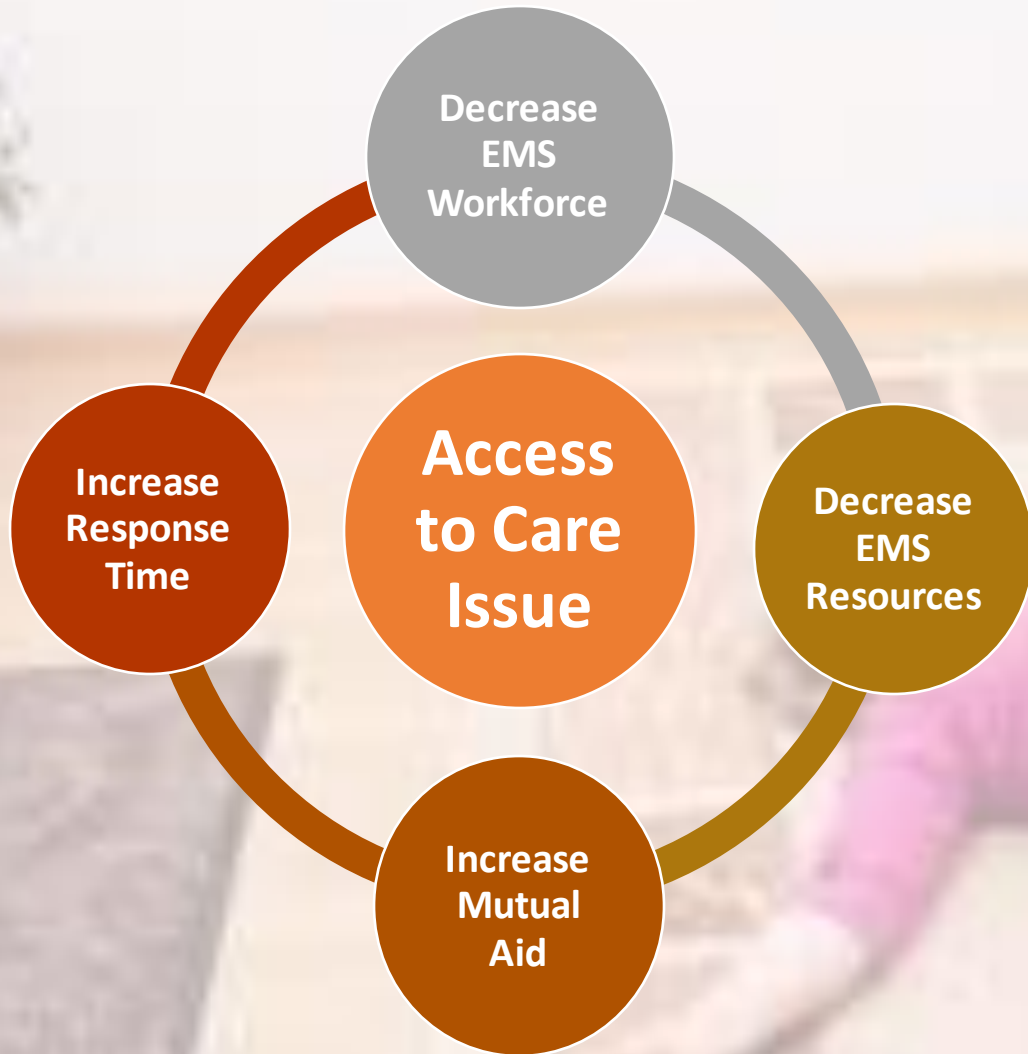 Decrease
EMS
Workforce
Access
to Care
Issue
Increase
Response
Time
Decrease
EMS
Resources
Increase
Mutual
Aid